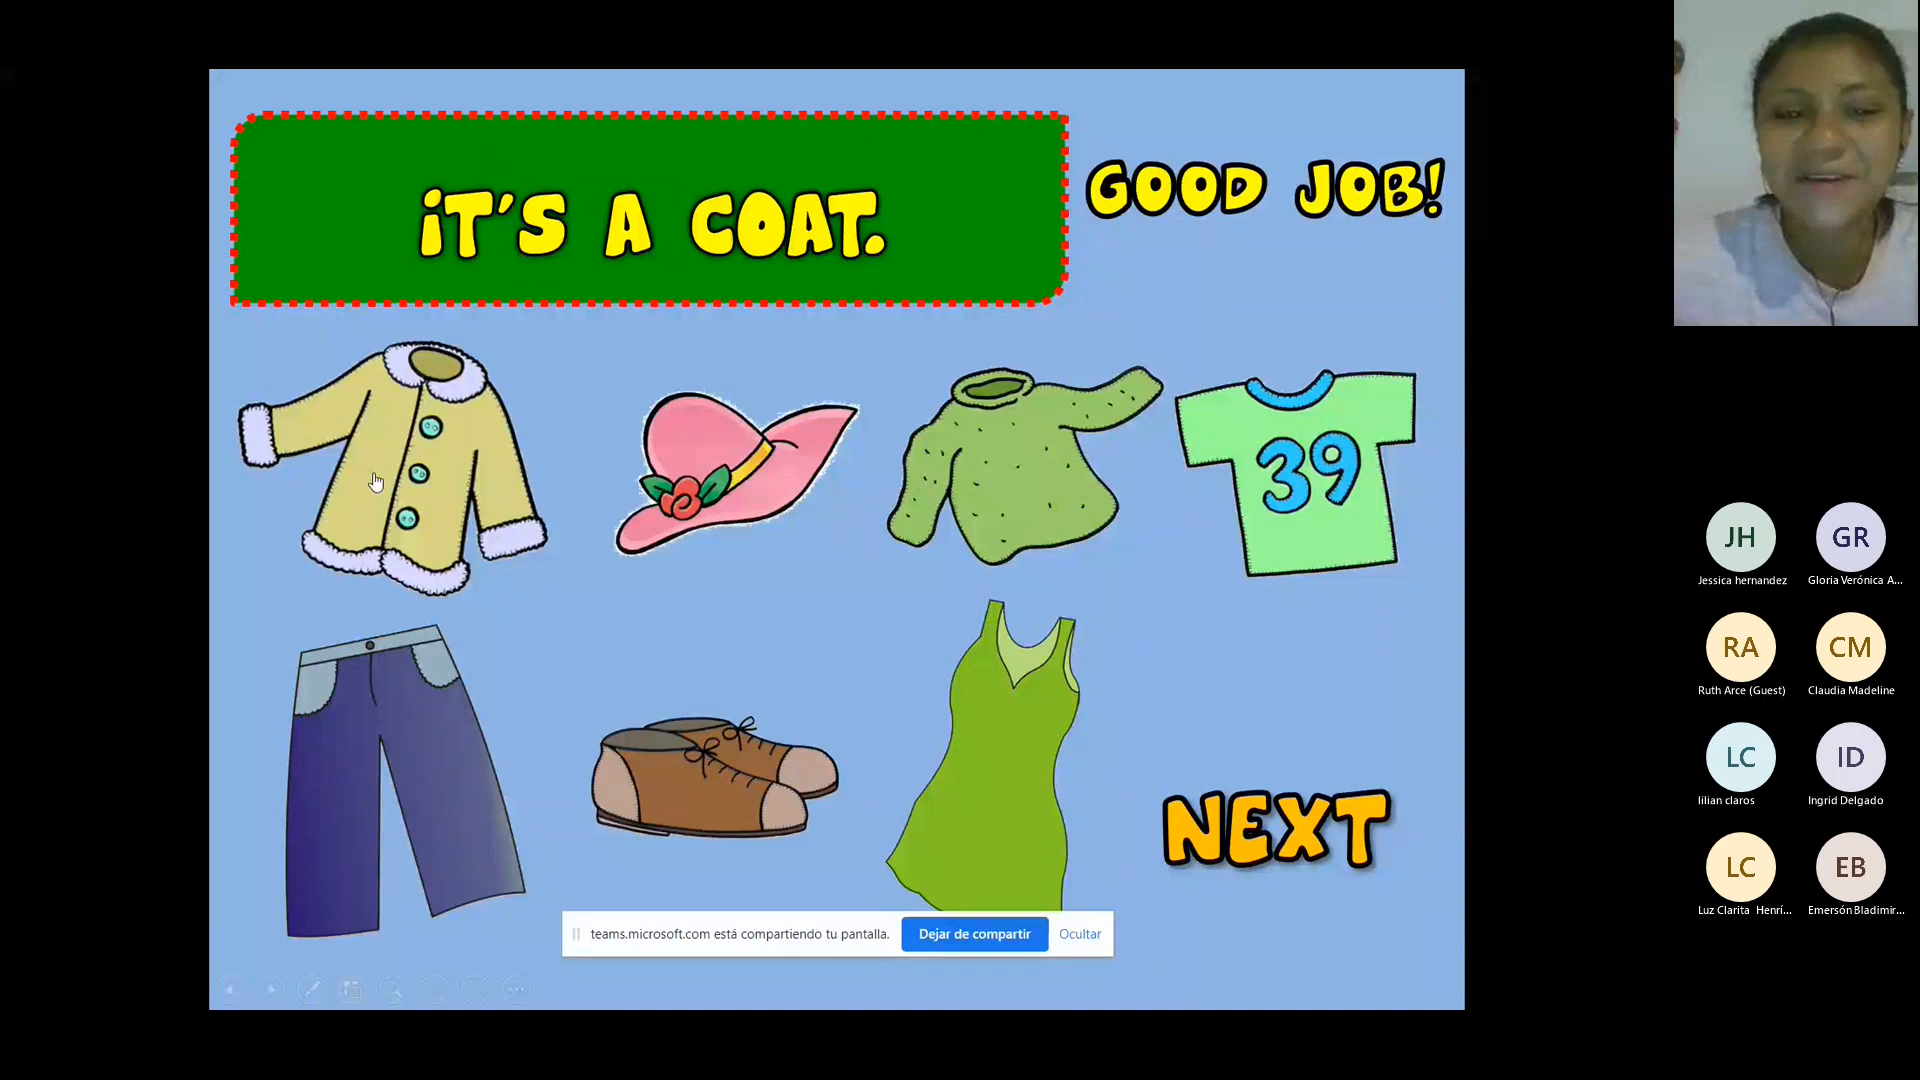 iT'S A COAT.
GOOD JOB!
39
NEXT
teams.microsoft.com está compartiendo tu pantalla.
Dejar de compartir
Ocultar
JH
Jessica hernandez
GR
Gloria Verónica A...
RA
Ruth Arce (Guest)
CM
Claudia Madeline
LC
lilian claros
ID
Ingrid Delgado
LC
Luz Clarita Henrí...
EB
Emersón Bladimir...